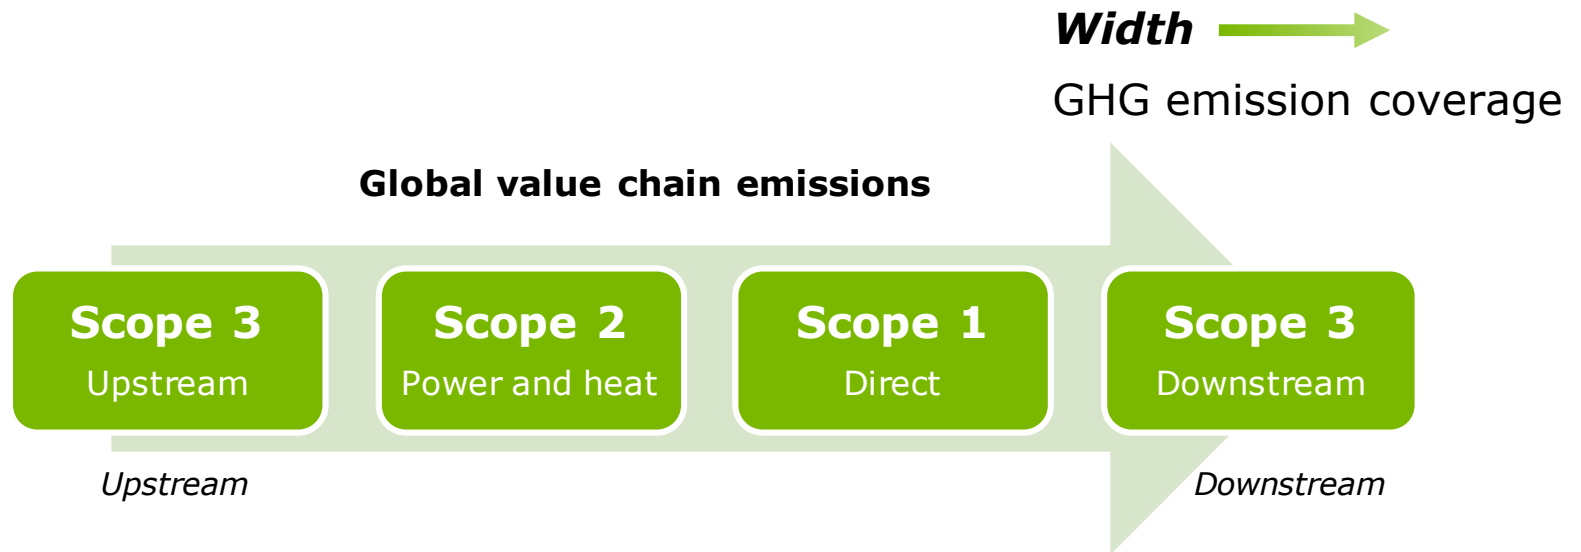 Width
GHG emission coverage
Global value chain emissions
Scope 3
Upstream
Scope 2
Power and heat
Scope 1
Direct
Scope 3
Downstream
Upstream
Downstream